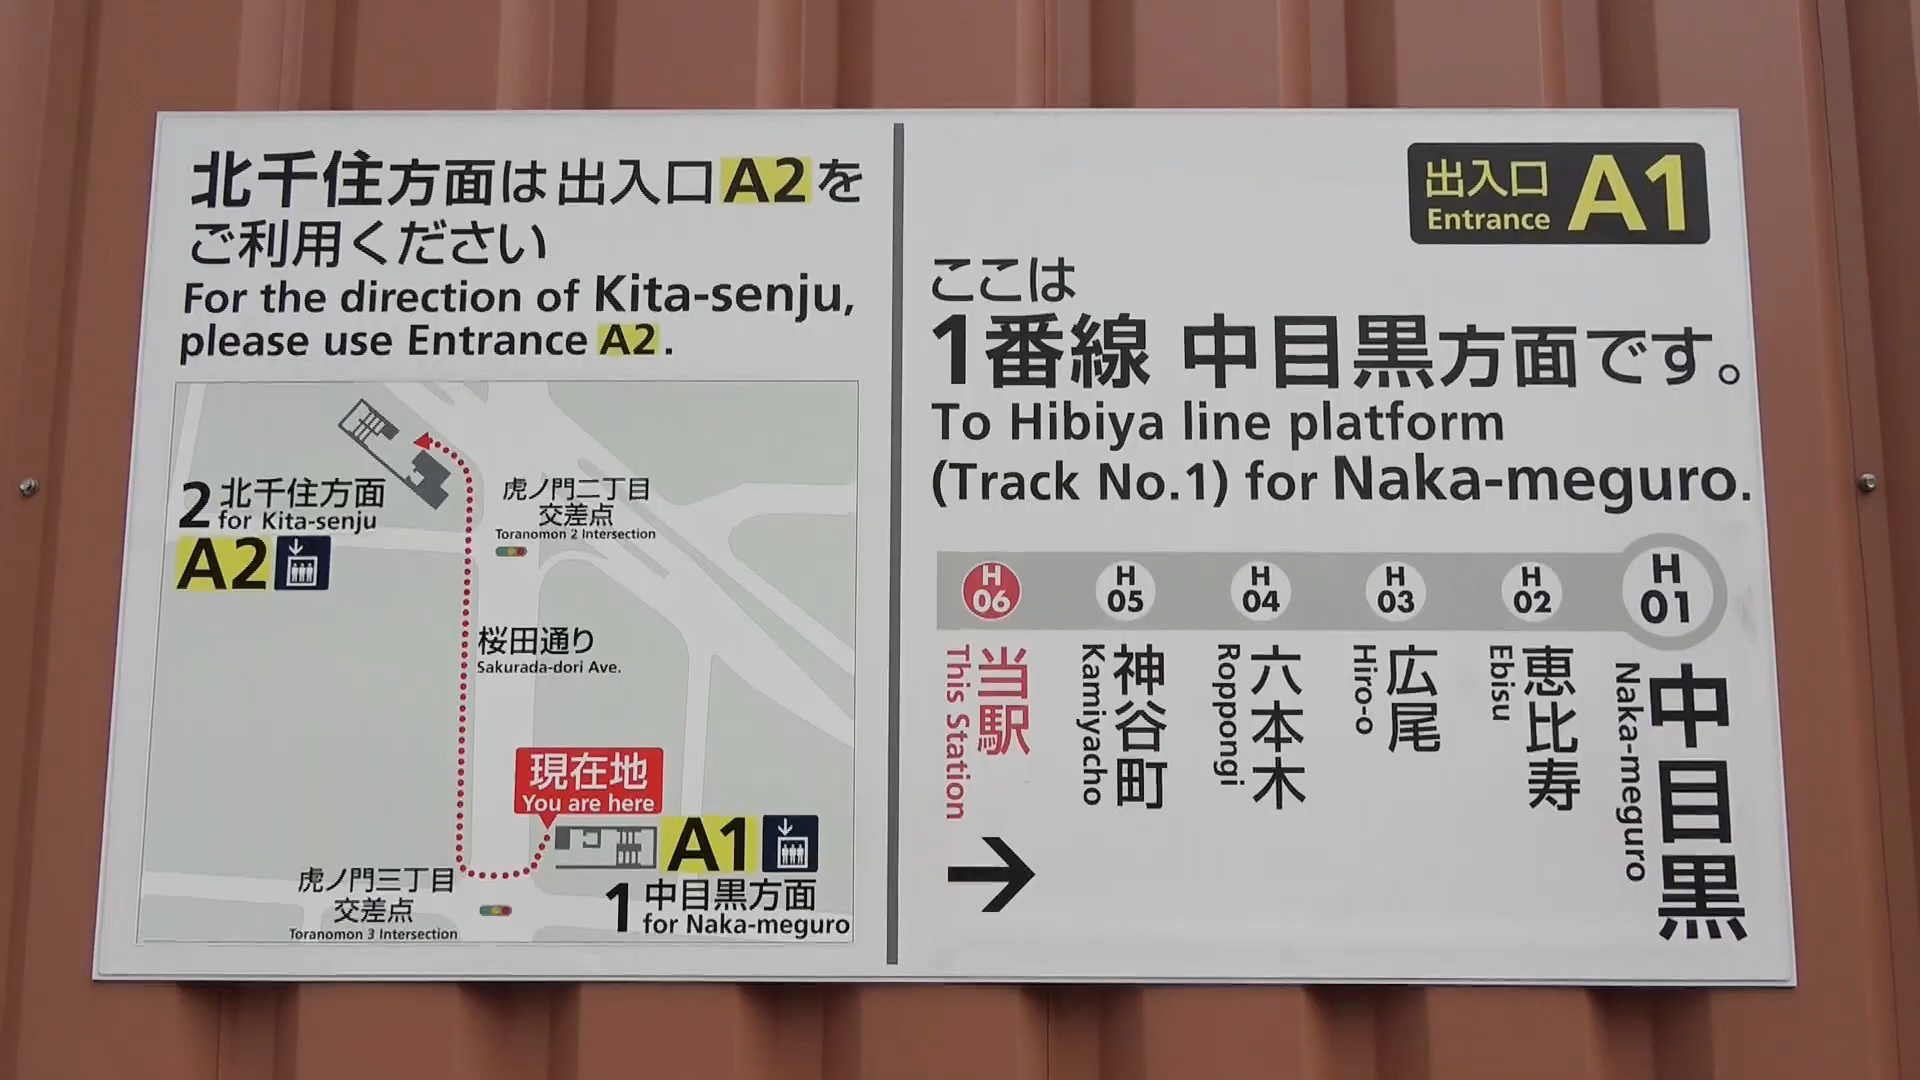 北千住方面は出入口A2を
ご利用ください
For the direction of Kita-senju,
please use Entrance A2.
2 北千住方面
for Kita-senju
A2
虎ノ門二丁目
交差点
Toranomon 2 Intersection
桜田通り
Sakurada-dori Ave.
現在地
You are here
A1
1 中目黒方面
for Naka-meguro
虎ノ門三丁目
交差点
Toranomon 3 Intersection
出入口 A1
Entrance
ここは
1番線 中目黒方面です。
To Hibiya line platform
(Track No.1) for Naka-meguro.
H 06
当駅
This Station
H 05
神谷町
Kamiyacho
H 04
六本木
Roppongi
H 03
広尾
Hiro-o
H 02
恵比寿
Ebisu
H 01
中目黒
Naka-meguro